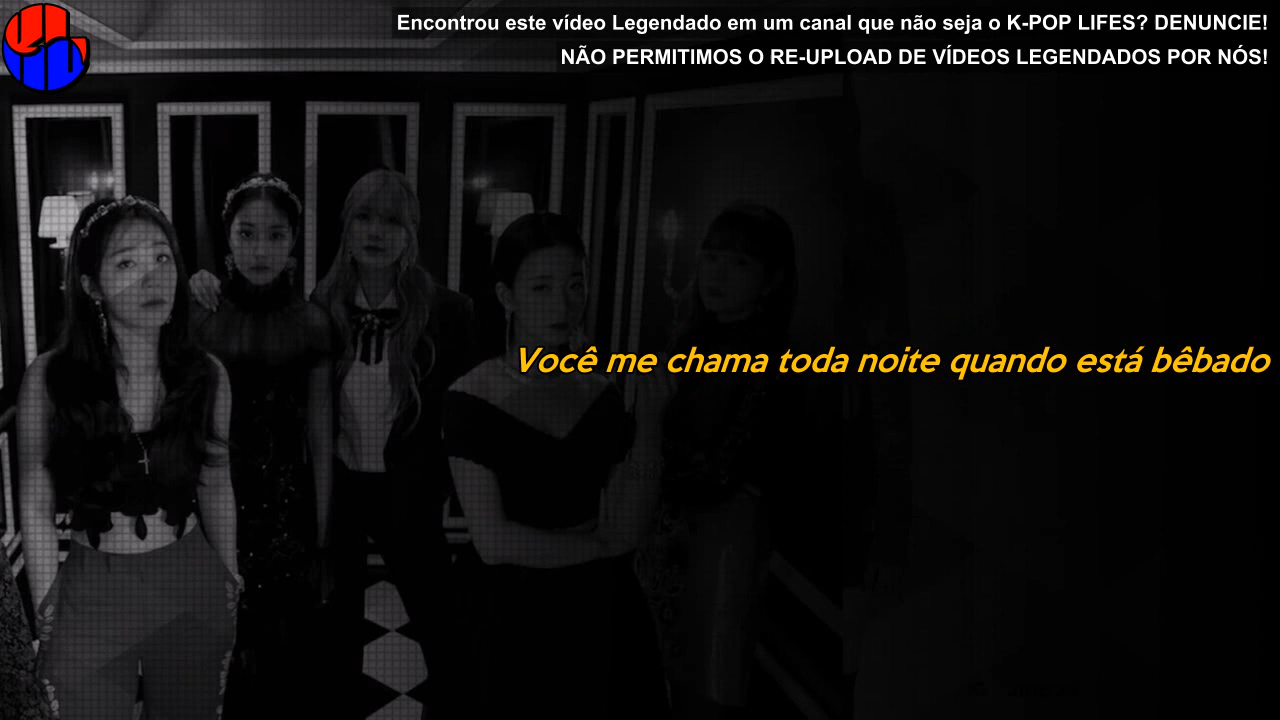 Encontrou este vídeo Legendado em um canal que não seja o K-POP LIFES? DENUNCIE!
NÃO PERMITIMOS O RE-UPLOAD DE VÍDEOS LEGENDADOS POR NÓS!
Você me chama toda noite quando está bêbado